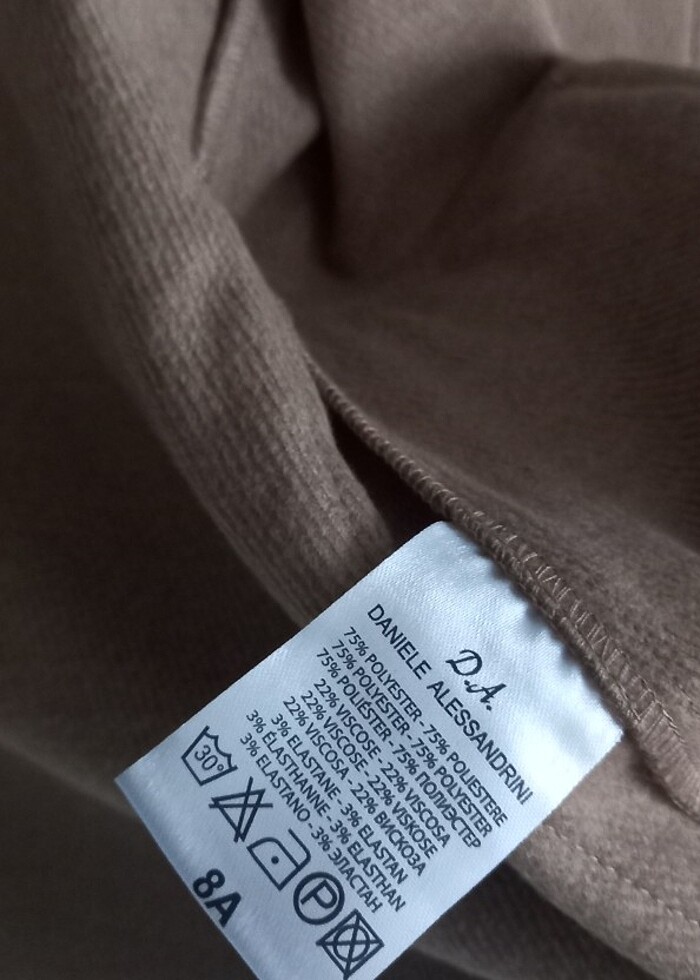 D.A.
DANIELE ALESSANDRINI
75% POLYESTER - 75% POLIESTERE
75% POLYESTER - 75% POLYESTER
75% POLIÉSTER - 75% ПОЛИЭСТЕР
22% VISCOSE - 22% VISCOSA
22% VISCOSE - 22% VISKOSE
22% VISCOSA - 22% ВИСКОЗА
3% ELASTANE - 3% ELASTAN
3% ÉLASTHANNE - 3% ELASTHAN
3% ELASTANO - 3% ЭЛАСТАН
30° P
8A